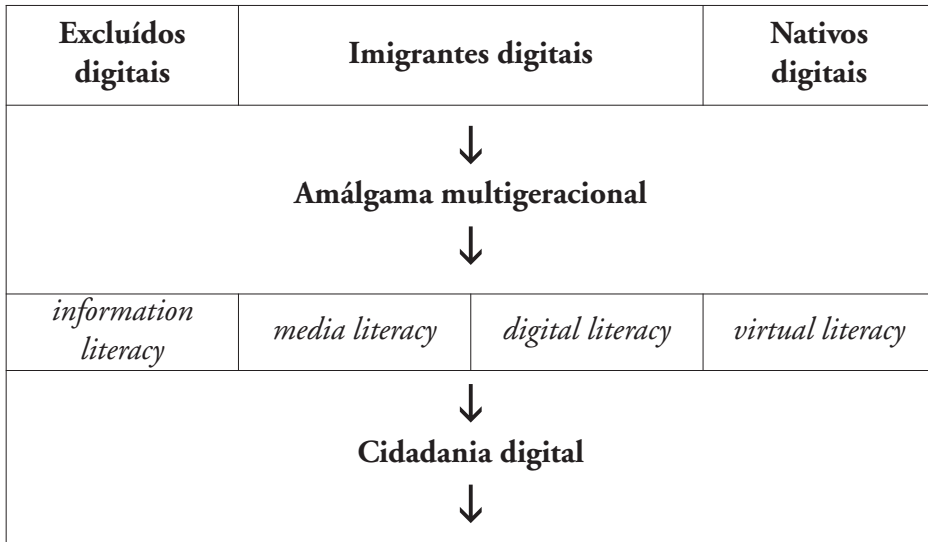 Excluídos
digitais
Imigrantes digitais
Nativos
digitais
Amálgama multigeracional
information
literacy
media literacy
digital literacy
virtual literacy
Cidadania digital